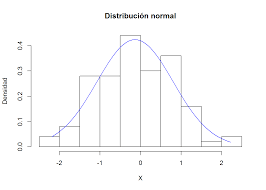 Distribución normal
Densidad
0.0 0.1 0.2 0.3 0.4
-2 -1 0 1 2
x